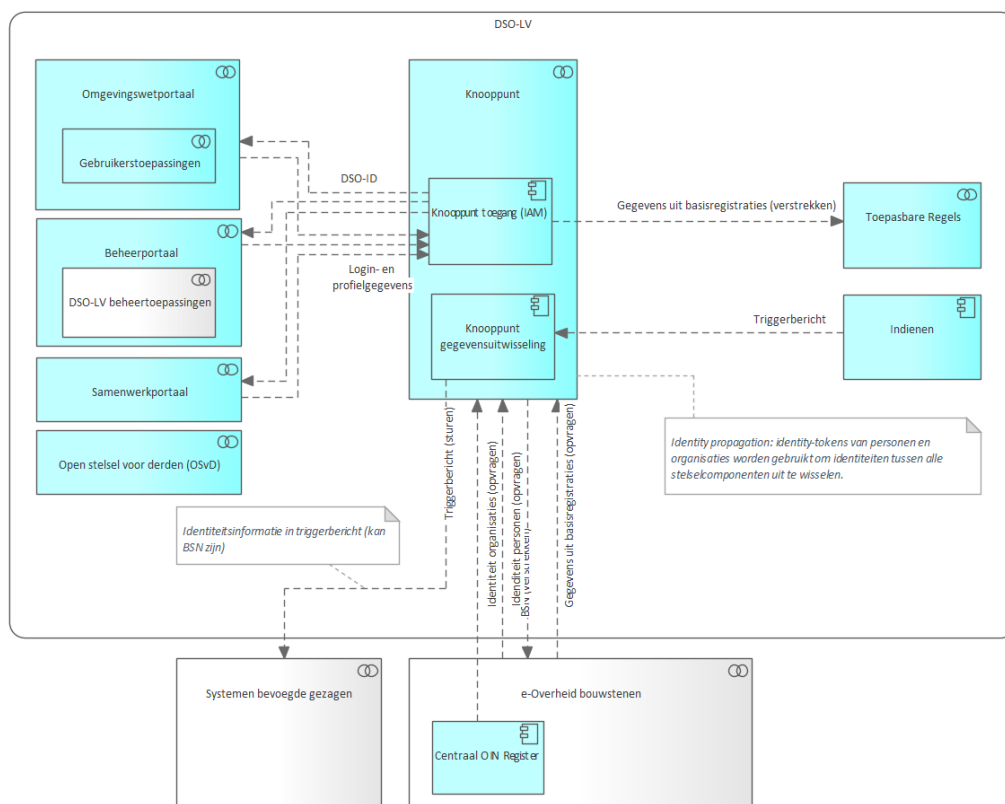 DSO-LV
Omgevingswetportaal
Gebruikerstoepassingen
Knooppunt
DSO-ID
Knooppunt toegang (IAM)
Gegevens uit basisregistraties (verstrekken)
Toepasbare Regels
Beheerportaal
DSO-LV beheertoepassingen
Login- en
profielgegevens
Knooppunt
gegevensuitwisseling
Triggerbericht
Indienen
Samenwerkportaal
Open stelsel voor derden (OSvD)
Triggerbericht (sturen)
Identiteit organisaties (opvragen)
Idenditeit personen (opvragen)
BSN (verstrekken)
Gegevens uit basisregistraties (opvragen)
Identity propagation: identity-tokens van personen en
organisaties worden gebruikt om identiteiten tussen alle
stelselcomponenten uit te wisselen.
Identiteitsinformatie in triggerbericht (kan
BSN zijn)
Systemen bevoegde gezagen
e-Overheid bouwstenen
Centraal OIN Register